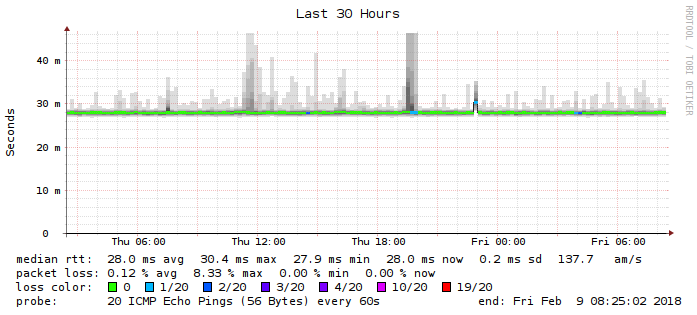 Last 30 Hours
RRDTOOL / TOBI OETIKER
Seconds
40 m
30 m
20 m
10 m
0
Thu 06:00 Thu 12:00 Thu 18:00 Fri 00:00 Fri 06:00
median rtt: 28.0 ms avg 30.4 ms max 27.9 ms min 28.0 ms now 0.2 ms sd 137.7 am/s
packet loss: 0.12 % avg 8.33 % max 0.00 % min 0.00 % now
loss color: 0 1/20 2/20 3/20 4/20 10/20 19/20
probe: 20 ICMP Echo Pings (56 Bytes) every 60s end: Fri Feb 9 08:25:02 2018